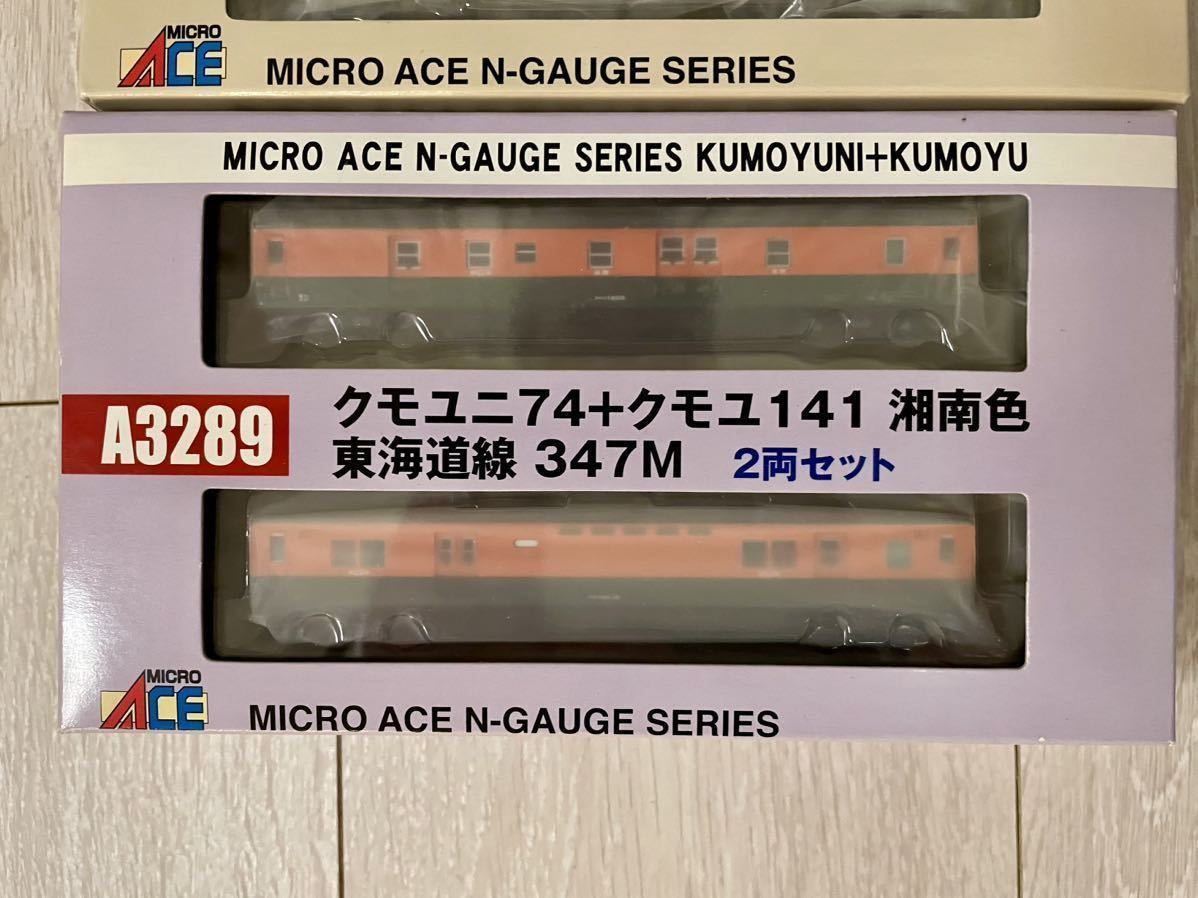 MICRO
ACE
MICRO ACE N-GAUGE SERIES
MICRO ACE N-GAUGE SERIES KUMOYUNI+KUMOYU
A3289
クモユニ74+クモユ141 湘南色
東海道線 347M 2両セット
MICRO
ACE
MICRO ACE N-GAUGE SERIES